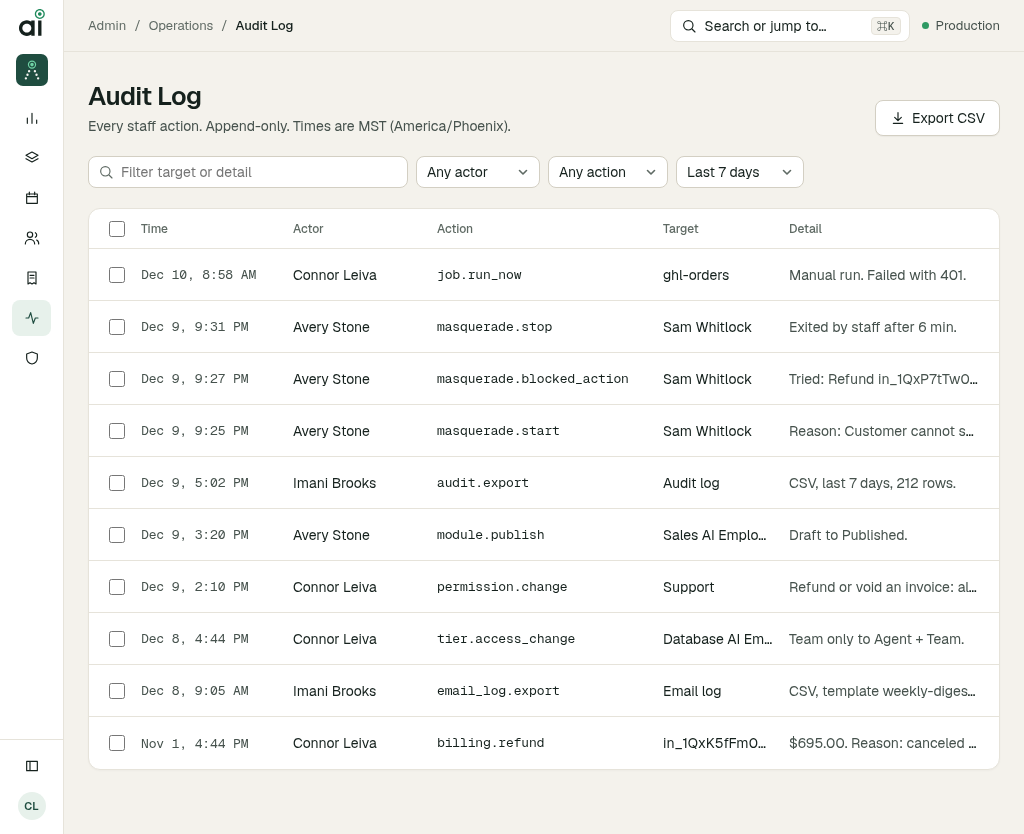 ai
Admin / Operations / Audit Log
Search or jump to…
⌘K
Production
Audit Log
Every staff action. Append-only. Times are MST (America/Phoenix).
Export CSV
Filter target or detail
Any actor
Any action
Last 7 days
Time Actor Action Target Detail
Dec 10, 8:58 AM Connor Leiva job.run_now ghl-orders Manual run. Failed with 401.
Dec 9, 9:31 PM Avery Stone masquerade.stop Sam Whitlock Exited by staff after 6 min.
Dec 9, 9:27 PM Avery Stone masquerade.blocked_action Sam Whitlock Tried: Refund in_1QxP7tTw0…
Dec 9, 9:25 PM Avery Stone masquerade.start Sam Whitlock Reason: Customer cannot s…
Dec 9, 5:02 PM Imani Brooks audit.export Audit log CSV, last 7 days, 212 rows.
Dec 9, 3:20 PM Avery Stone module.publish Sales AI Emplo… Draft to Published.
Dec 9, 2:10 PM Connor Leiva permission.change Support Refund or void an invoice: al…
Dec 8, 4:44 PM Connor Leiva tier.access_change Database AI Em… Team only to Agent + Team.
Dec 8, 9:05 AM Imani Brooks email_log.export Email log CSV, template weekly-diges…
Nov 1, 4:44 PM Connor Leiva billing.refund in_1QxK5fFm0… $695.00. Reason: canceled …
CL